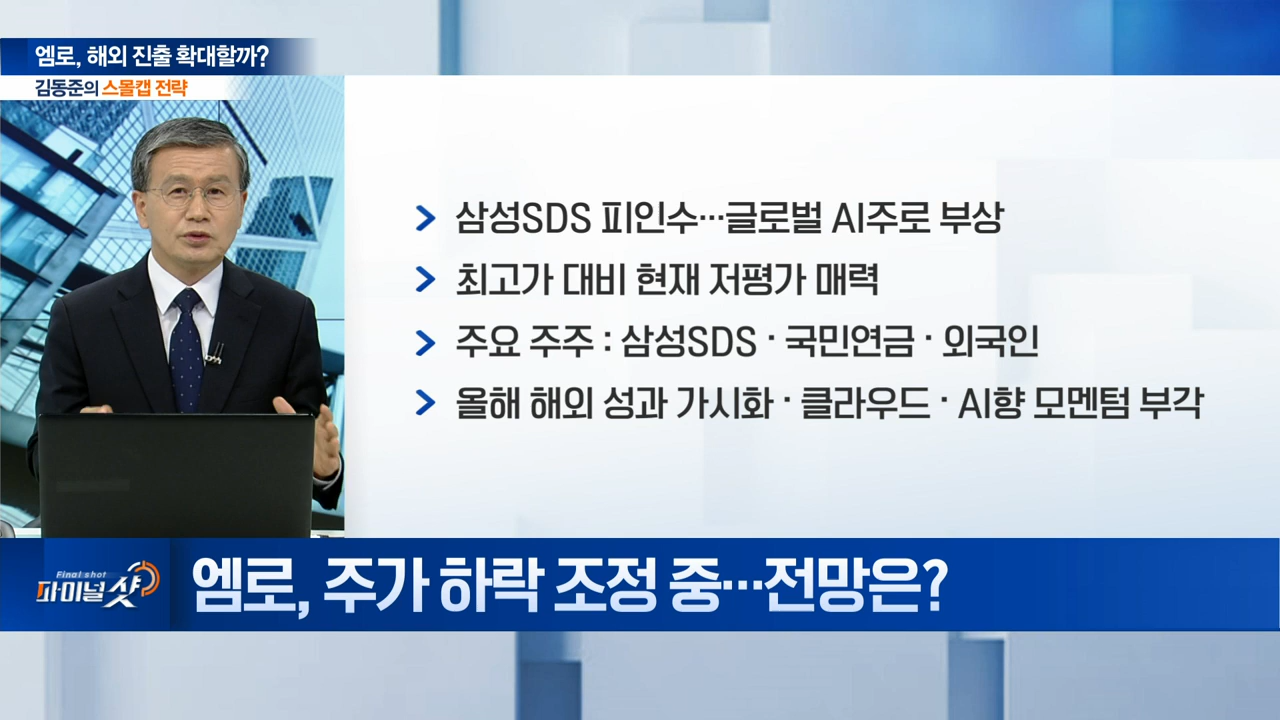 엠로, 해외 진출 확대할까?
김동준의 스몰캡 전략
삼성SDS 피인수…글로벌 AI주로 부상
최고가 대비 현재 저평가 매력
주요 주주 : 삼성SDS · 국민연금 · 외국인
올해 해외 성과 가시화 · 클라우드 · AI향 모멘텀 부각
Final shot
파이널샷
엠로, 주가 하락 조정 중…전망은?